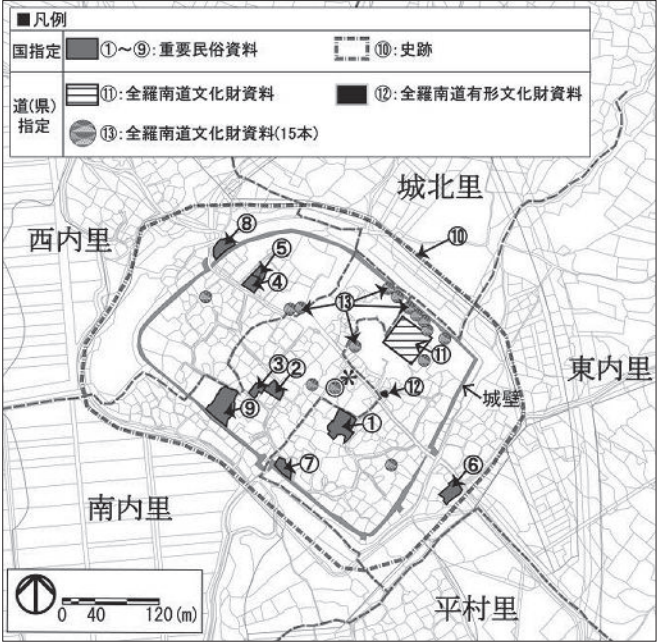 ■凡例
国指定 ①～⑨:重要民俗資料 ⑩:史跡
道(県)指定 ⑪:全羅南道文化財資料 ⑫:全羅南道有形文化財資料
⑬:全羅南道文化財資料(15本)
城北里
西内里
⑧
⑩
⑤
④
⑬
⑪
東内里
③ ②
*
⑫
城壁
⑨
①
⑦
⑥
南内里
平村里
0 40 120(m)